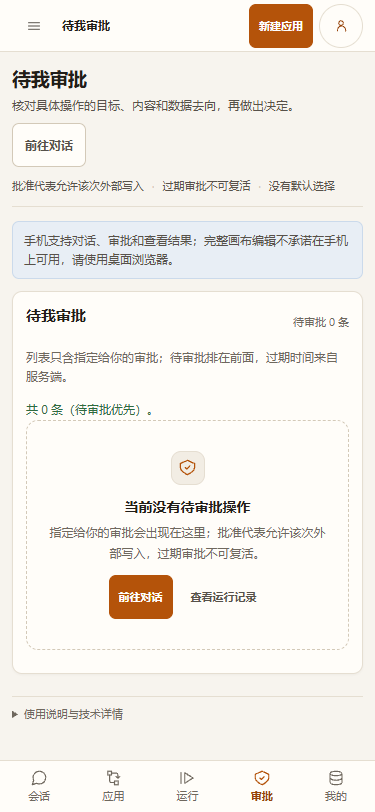 待我审批
新建应用
待我审批
核对具体操作的目标、内容和数据去向，再做出决定。
前往对话
批准代表允许该次外部写入 · 过期审批不可复活 · 没有默认选择
手机支持对话、审批和查看结果；完整画布编辑不承诺在手机
上可用，请使用桌面浏览器。
待我审批
待审批 0 条
列表只含指定给你的审批；待审批排在前面，过期时间来自
服务端。
共 0 条（待审批优先）。
当前没有待审批操作
指定给你的审批会出现在这里；批准代表允许该次外
部写入，过期审批不可复活。
前往对话
查看运行记录
使用说明与技术详情
会话
应用
运行
审批
我的